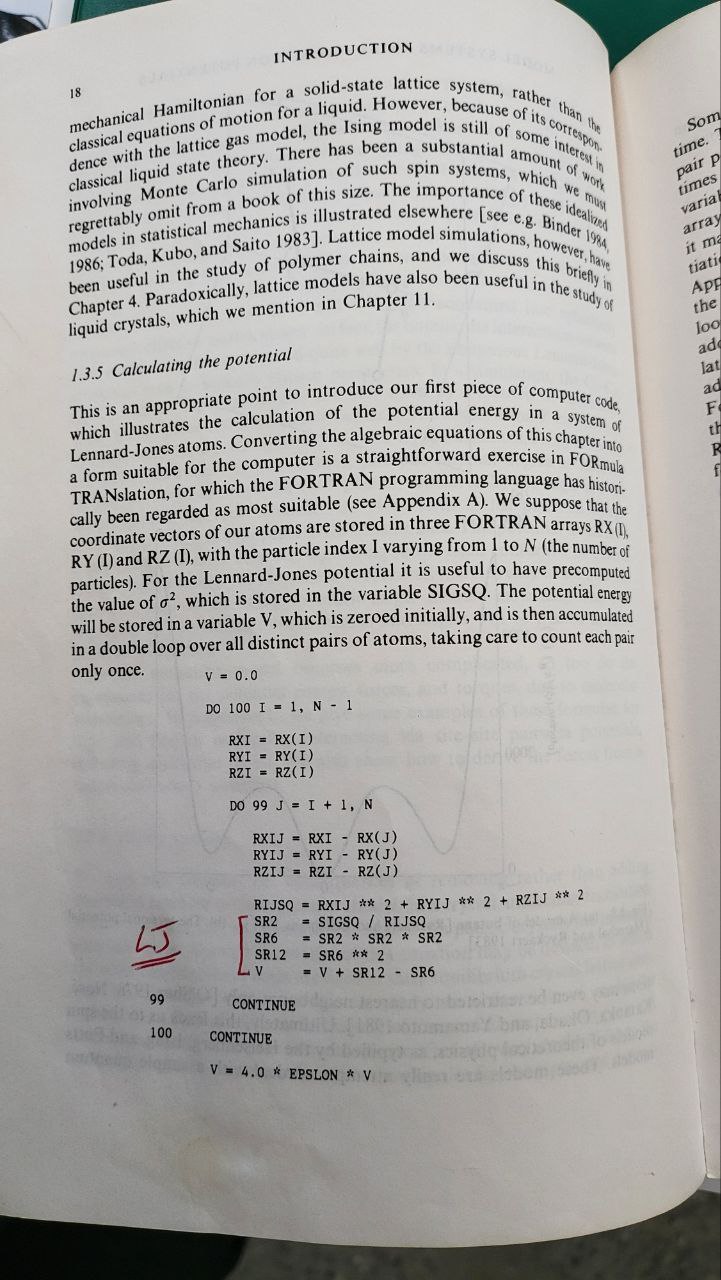 INTRODUCTION
18
mechanical Hamiltonian for a solid-state lattice system, rather than the
classical equations of motion for a liquid. However, because of its correspon-
dence with the lattice gas model, the Ising model is still of some interest in
classical liquid state theory. There has been a substantial amount of work
involving Monte Carlo simulation of such spin systems, which we must
regrettably omit from a book of this size. The importance of these idealized
models in statistical mechanics is illustrated elsewhere [see e.g. Binder 1984,
1986; Toda, Kubo, and Saito 1983]. Lattice model simulations, however, have
been useful in the study of polymer chains, and we discuss this briefly in
Chapter 4. Paradoxically, lattice models have also been useful in the study of
liquid crystals, which we mention in Chapter 11.
1.3.5 Calculating the potential
This is an appropriate point to introduce our first piece of computer code,
which illustrates the calculation of the potential energy in a system of
Lennard-Jones atoms. Converting the algebraic equations of this chapter into
a form suitable for the computer is a straightforward exercise in FORmula
TRANslation, for which the FORTRAN programming language has histori-
cally been regarded as most suitable (see Appendix A). We suppose that the
coordinate vectors of our atoms are stored in three FORTRAN arrays RX (I),
RY (I) and RZ (I), with the particle index I varying from 1 to N (the number of
particles). For the Lennard-Jones potential it is useful to have precomputed
the value of σ², which is stored in the variable SIGSQ. The potential energy
will be stored in a variable V, which is zeroed initially, and is then accumulated
in a double loop over all distinct pairs of atoms, taking care to count each pair
only once.
V = 0.0
DO 100 I = 1, N - 1
RXI = RX(I)
RYI = RY(I)
RZI = RZ(I)
DO 99 J = I + 1, N
RXIJ = RXI - RX(J)
RYIJ = RYI - RY(J)
RZIJ = RZI - RZ(J)
RIJSQ = RXIJ ** 2 + RYIJ ** 2 + RZIJ ** 2
SR2 = SIGSQ / RIJSQ
SR6 = SR2 * SR2 * SR2
SR12 = SR6 ** 2
V = V + SR12 - SR6
LJ
99 CONTINUE
100 CONTINUE
V = 4.0 * EPSLON * V
Som
time.
pair p
times
varia
array
it ma
tiati
App
the
loo
add
lat
ad